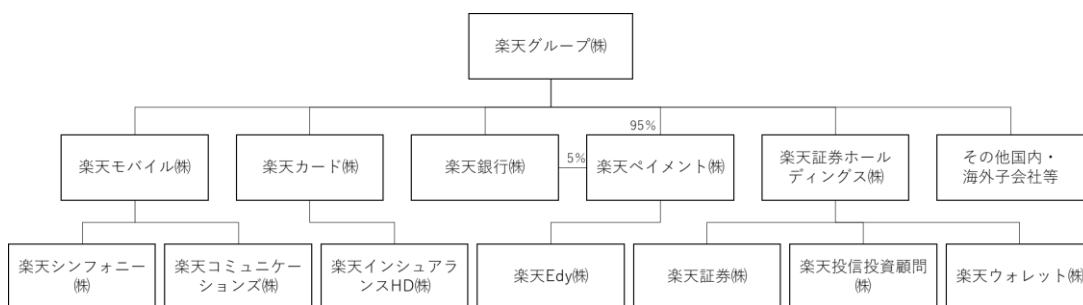 楽天グループ㈱
95%
楽天モバイル㈱
楽天カード㈱
楽天銀行㈱
5%
楽天ペイメント㈱
楽天証券ホール
ディングス㈱
その他国内・
海外子会社等
楽天シンフォニー
㈱
楽天コミュニケー
ションズ㈱
楽天インシュアラ
ンスHD㈱
楽天Edy㈱
楽天証券㈱
楽天投信投資顧問
㈱
楽天ウォレット㈱